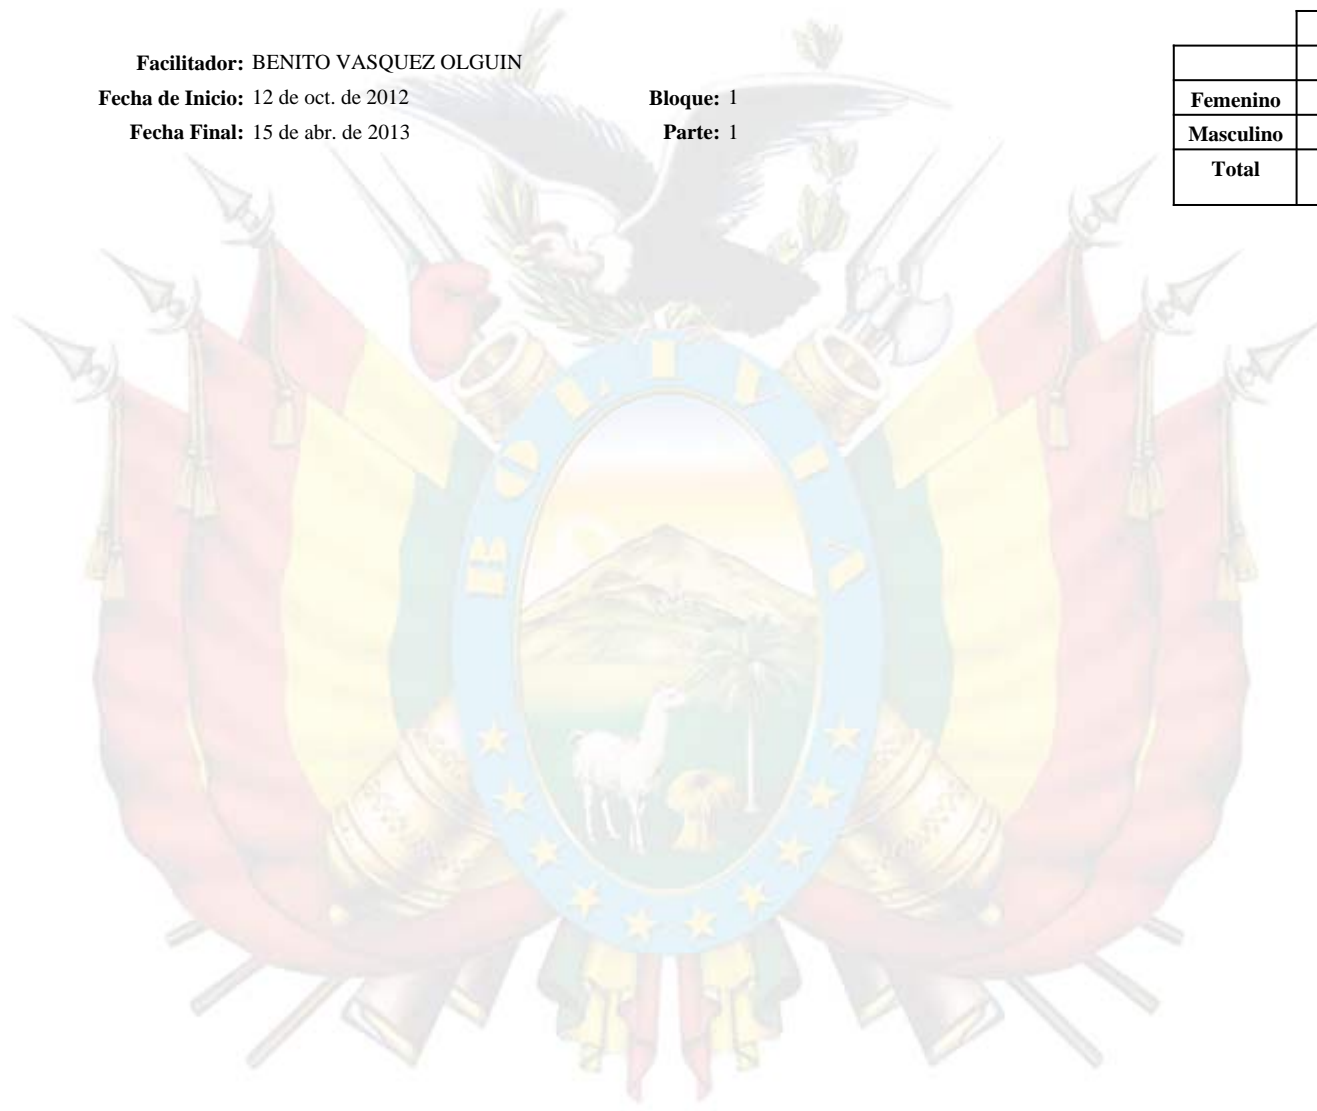 Facilitador: BENITO VASQUEZ OLGUIN
Fecha de Inicio: 12 de oct. de 2012 Bloque: 1
Fecha Final: 15 de abr. de 2013 Parte: 1
Femenino
Masculino
Total
BOLIVIA